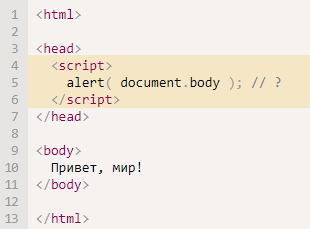 1 <html>
2
3 <head>
4   <script>
5     alert( document.body ); // ?
6   </script>
7 </head>
8
9 <body>
10   Привет, мир!
11 </body>
12
13 </html>